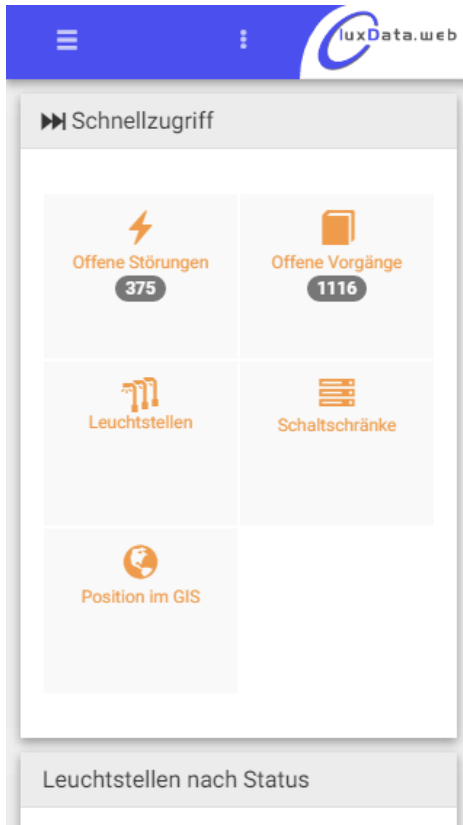 luxData.web
Schnellzugriff
Offene Störungen
375
Offene Vorgänge
1116
Leuchtstellen
Schaltschränke
Position im GIS
Leuchtstellen nach Status